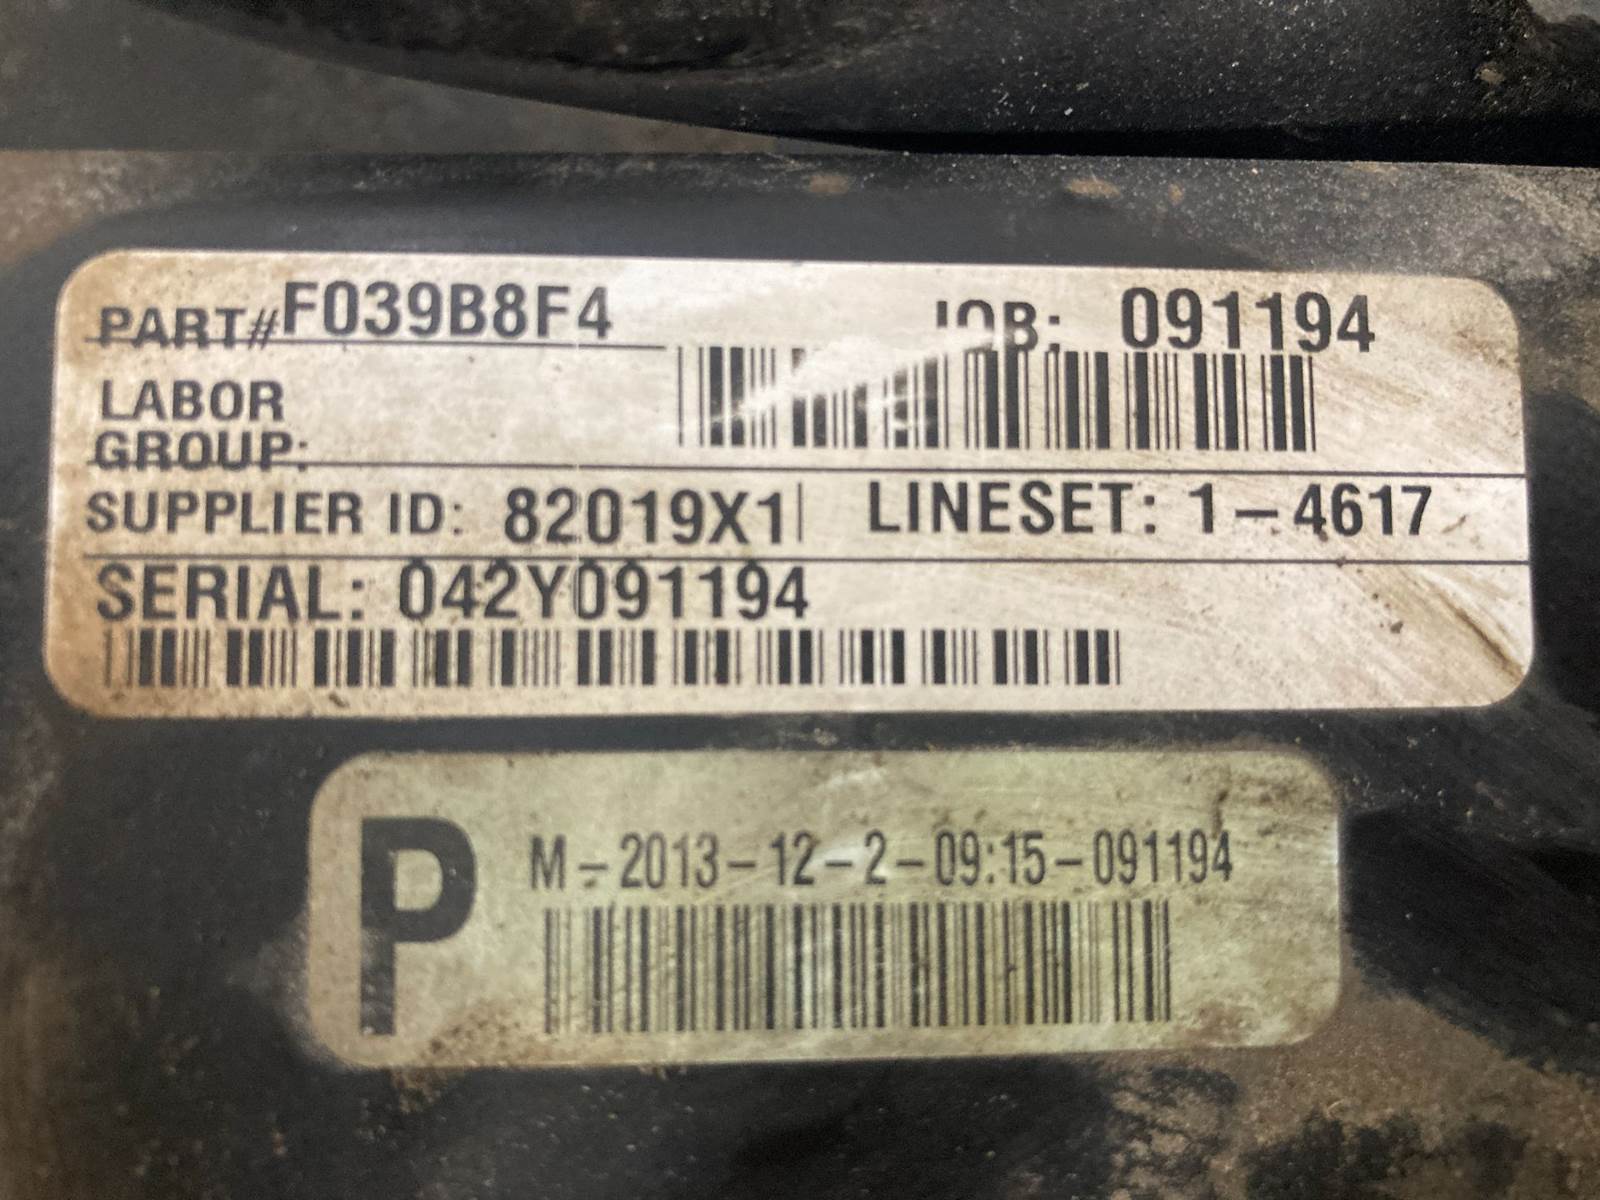 PART# F039B8F4 JOB: 091194
LABOR
GROUP:
SUPPLIER ID: 82019X1 LINESET: 1-4617
SERIAL: 042Y091194
P
M-2013-12-2-09:15-091194